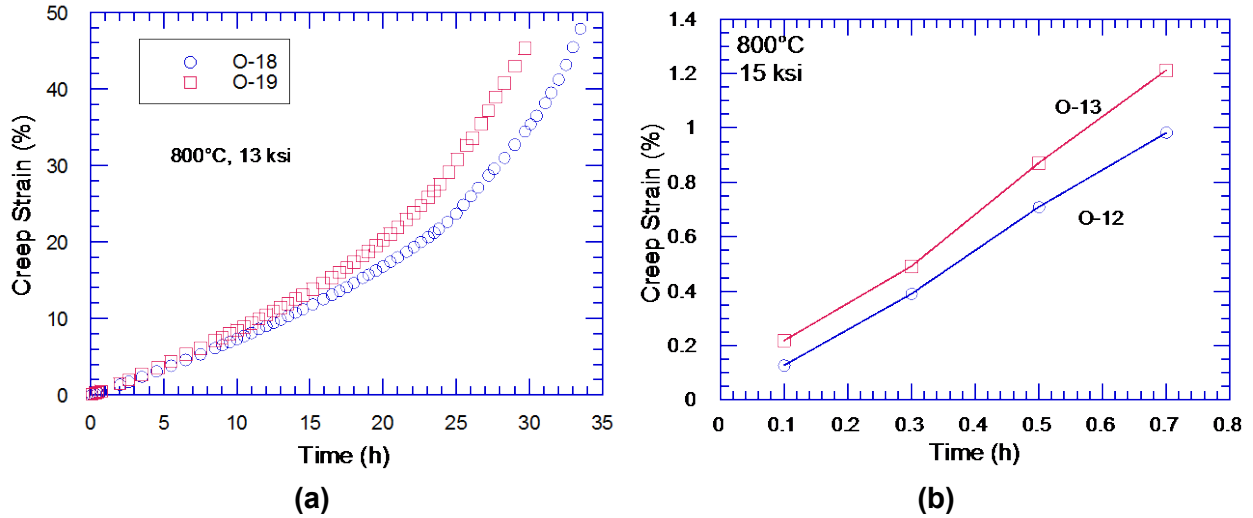 50
40
30
20
10
0
Creep Strain (%)
O-18
O-19
800°C, 13 ksi
0 5 10 15 20 25 30 35
Time (h)
(a)
1.4
1.2
1
0.8
0.6
0.4
0.2
0
Creep Strain (%)
800°C
15 ksi
O-13
O-12
0 0.1 0.2 0.3 0.4 0.5 0.6 0.7 0.8
Time (h)
(b)